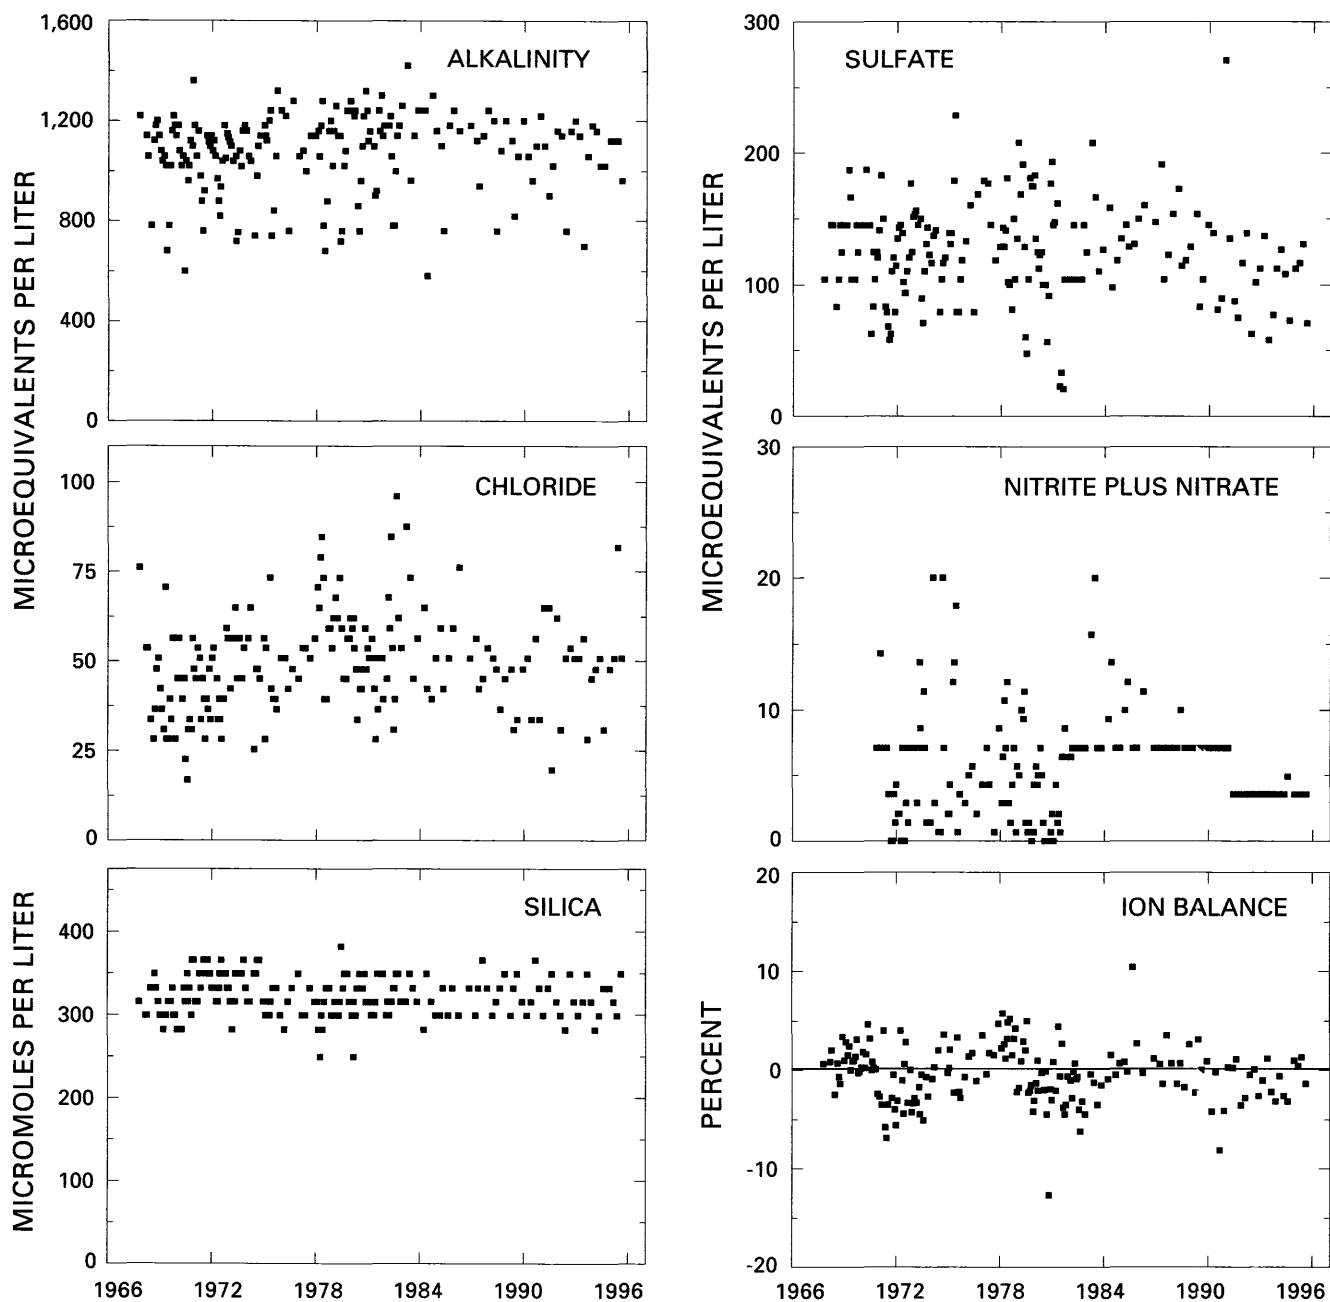 MICROEQUIVALENTS PER LITER
1,600
1,200
800
400
0
ALKALINITY
100
75
50
25
0
CHLORIDE
MICROMOLES PER LITER
400
300
200
100
0
SILICA
1966 1972 1978 1984 1990 1996
MICROEQUIVALENTS PER LITER
300
200
100
0
SULFATE
30
20
10
0
NITRITE PLUS NITRATE
PERCENT
20
10
0
-10
-20
ION BALANCE
1966 1972 1978 1984 1990 1996